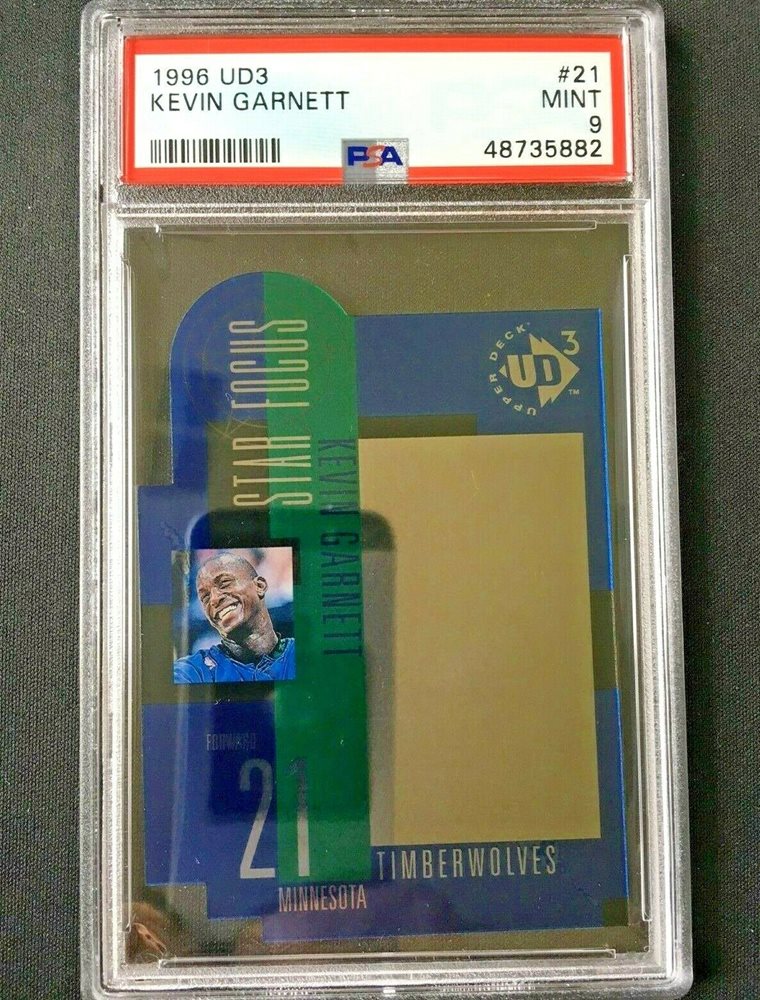 1996 UD3 #21
KEVIN GARNETT MINT
9
PSA 48735882
UPPER DECK
UD3
TM
STAR FOCUS
KEVIN GARNETT
FORWARD
21
TIMBERWOLVES
MINNESOTA